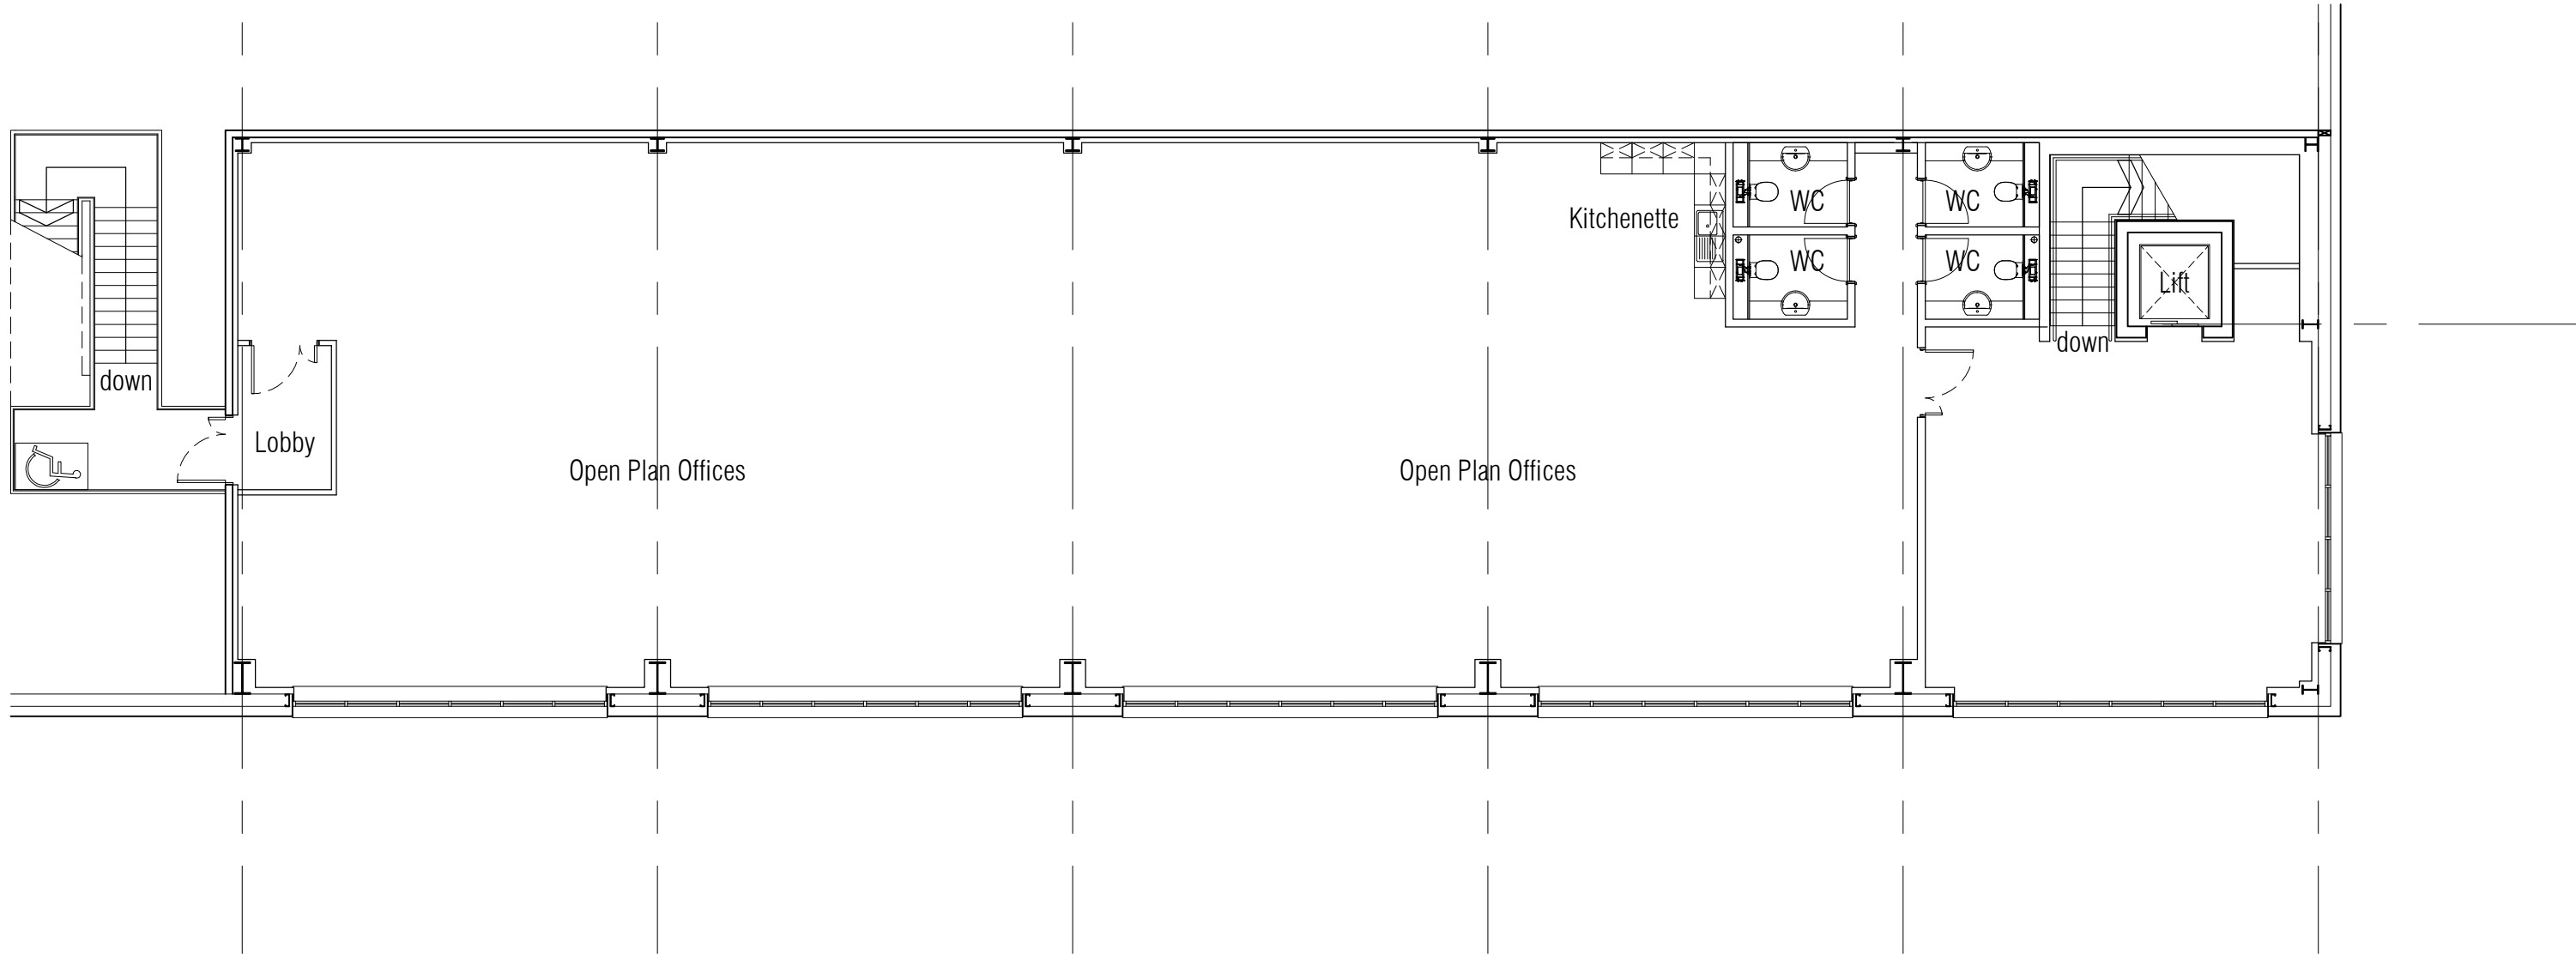 WC
WC
Kitchenette
WC
WC
Lift
down
down
Lobby
Open Plan Offices
Open Plan Offices